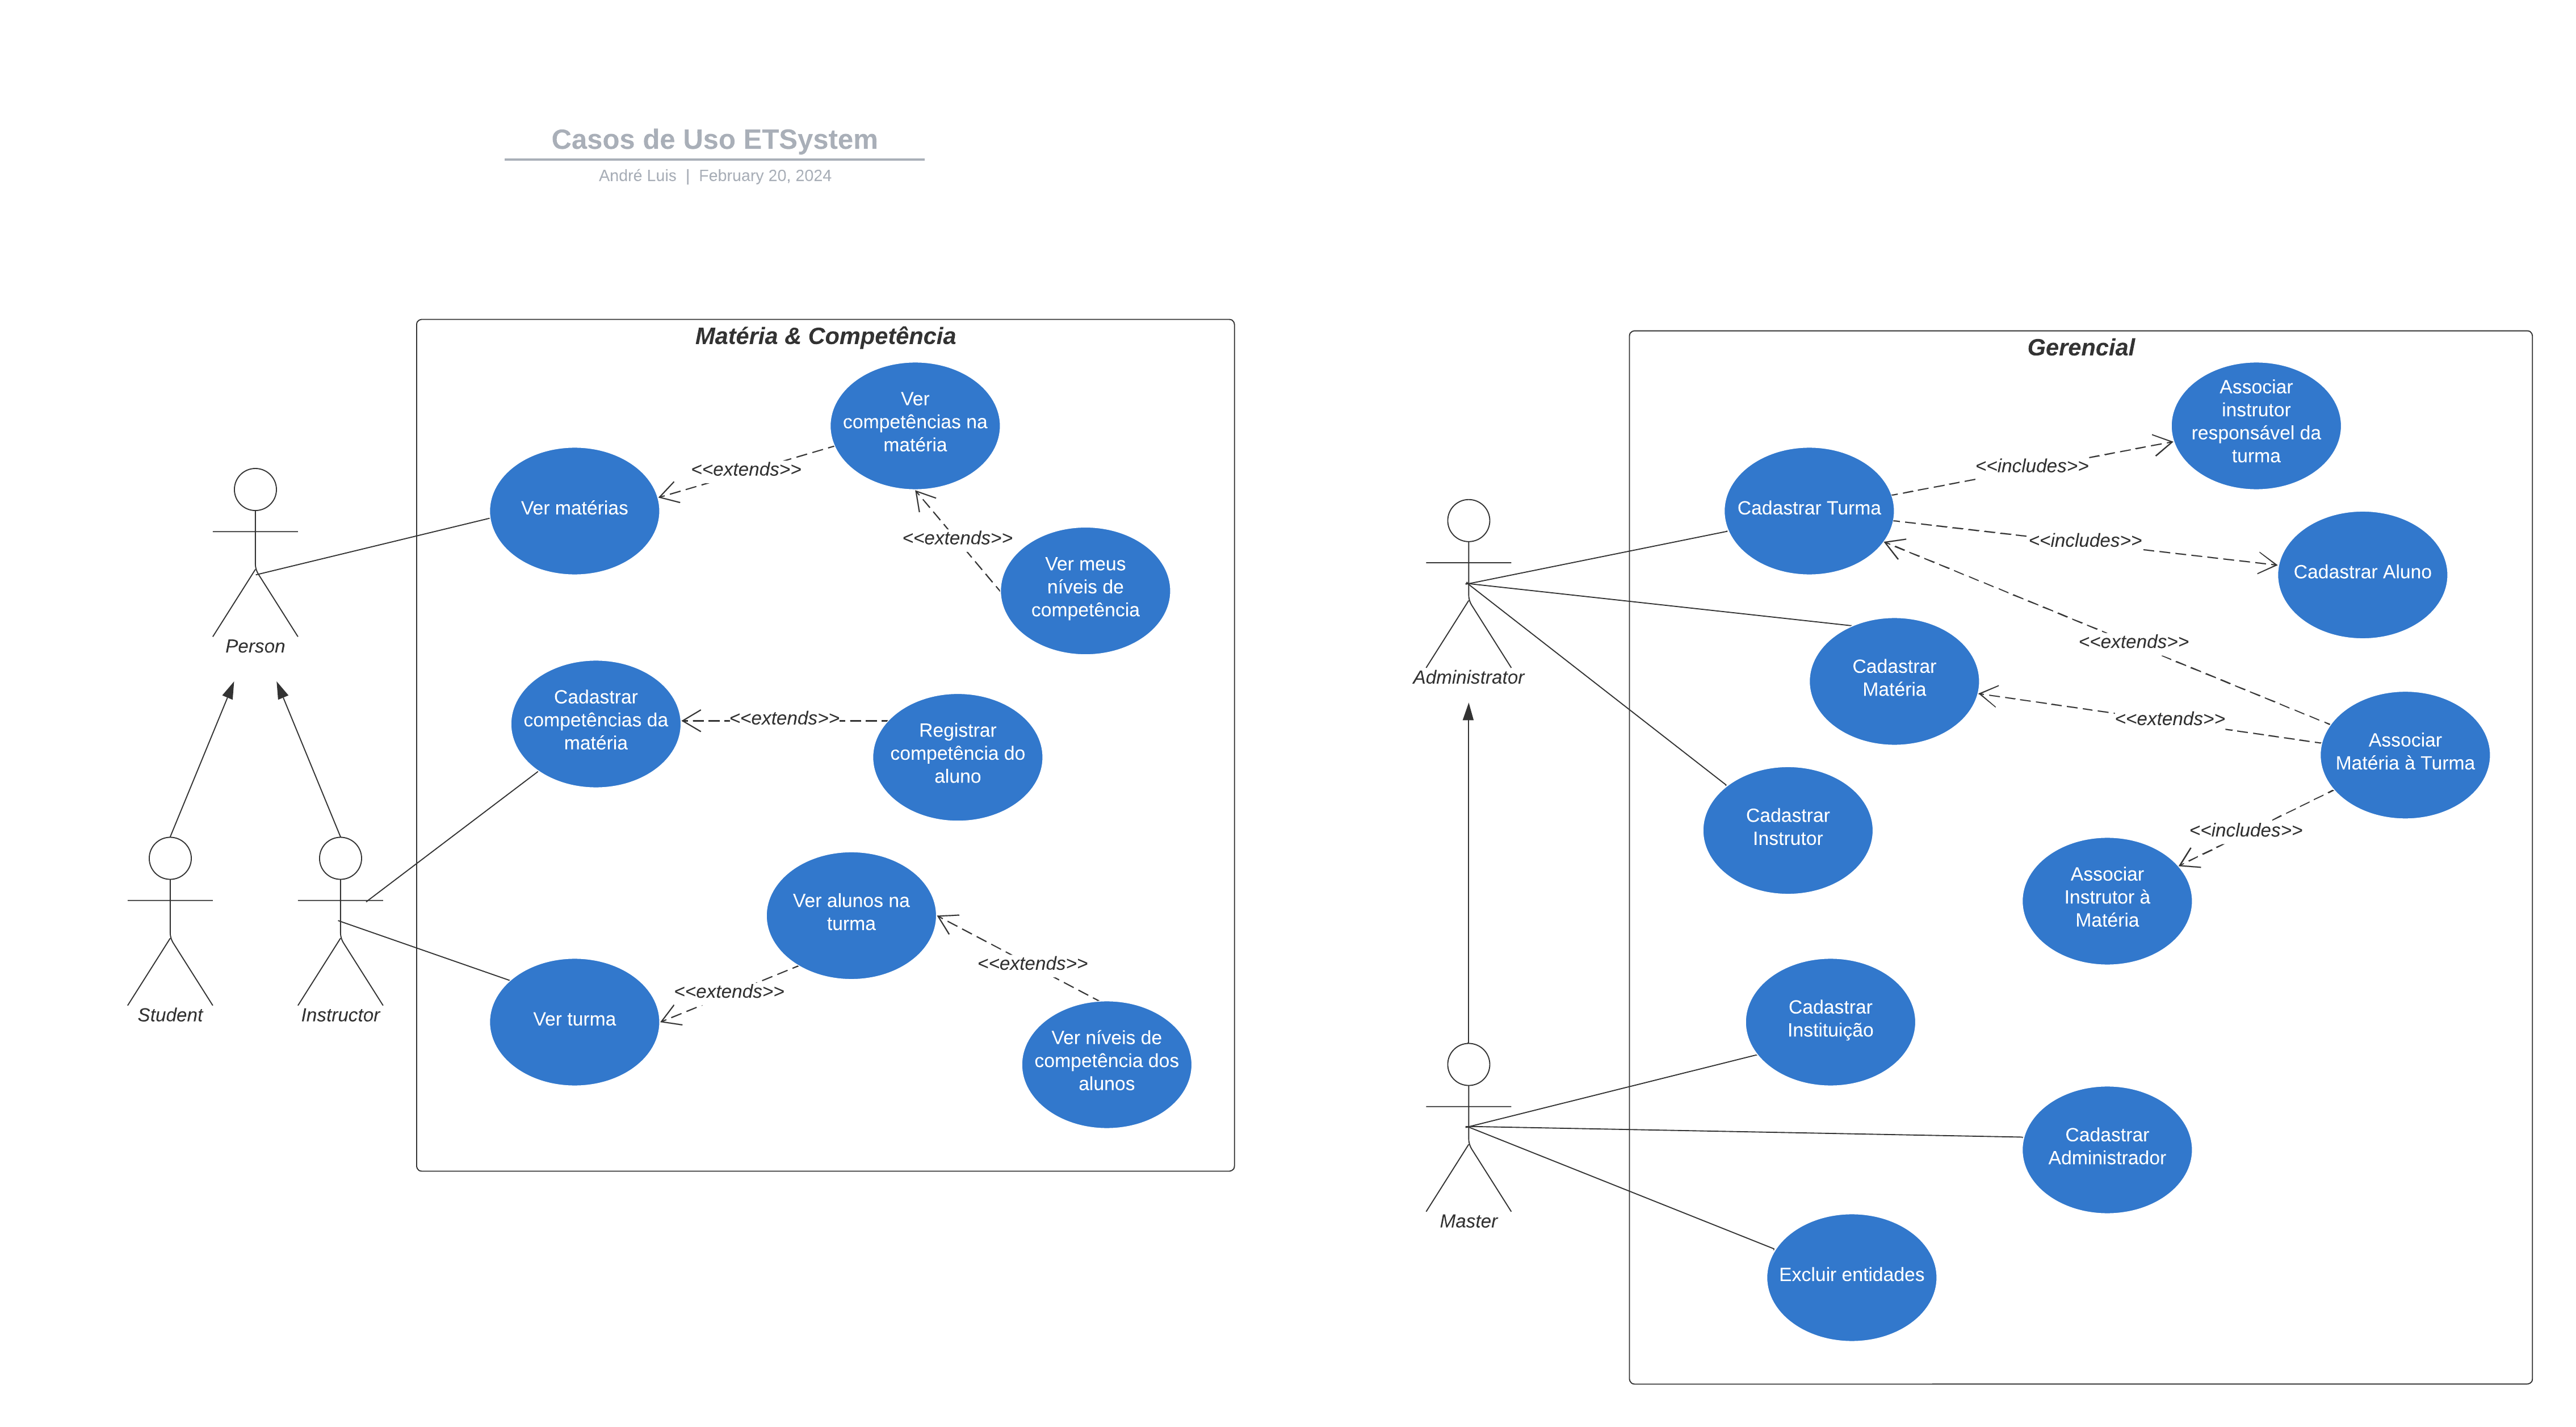 Casos de Uso ETSystem
André Luis | February 20, 2024
Matéria & Competência
Ver
competências na
matéria
<<extends>>
Ver matérias
<<extends>>
Ver meus
níveis de
competência
Person
Cadastrar
competências da
matéria
<<extends>>
Registrar
competência do
aluno
Ver alunos na
turma
<<extends>>
<<extends>>
Student
Instructor
Ver turma
Ver níveis de
competência dos
alunos
Gerencial
Associar
instrutor
responsável da
turma
<<includes>>
Cadastrar Turma
<<includes>>
Cadastrar Aluno
<<extends>>
Administrator
Cadastrar
Matéria
<<extends>>
Associar
Matéria à Turma
Cadastrar
Instrutor
<<includes>>
Associar
Instrutor à
Matéria
Cadastrar
Instituição
Cadastrar
Administrador
Master
Excluir entidades